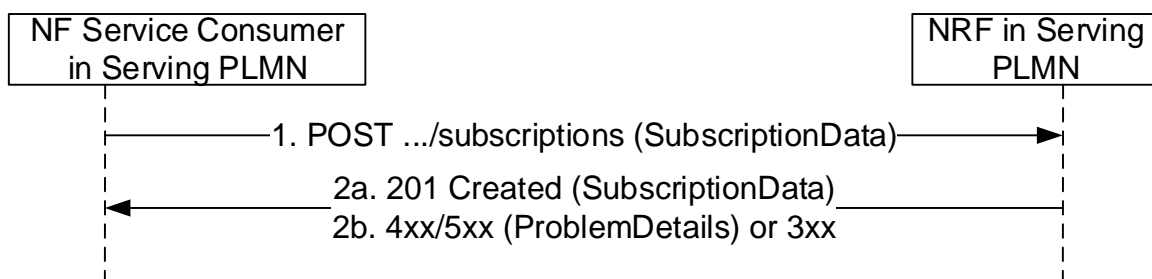 NF Service Consumer
in Serving PLMN
NRF in Serving
PLMN
1. POST .../subscriptions (SubscriptionData)
2a. 201 Created (SubscriptionData)
2b. 4xx/5xx (ProblemDetails) or 3xx